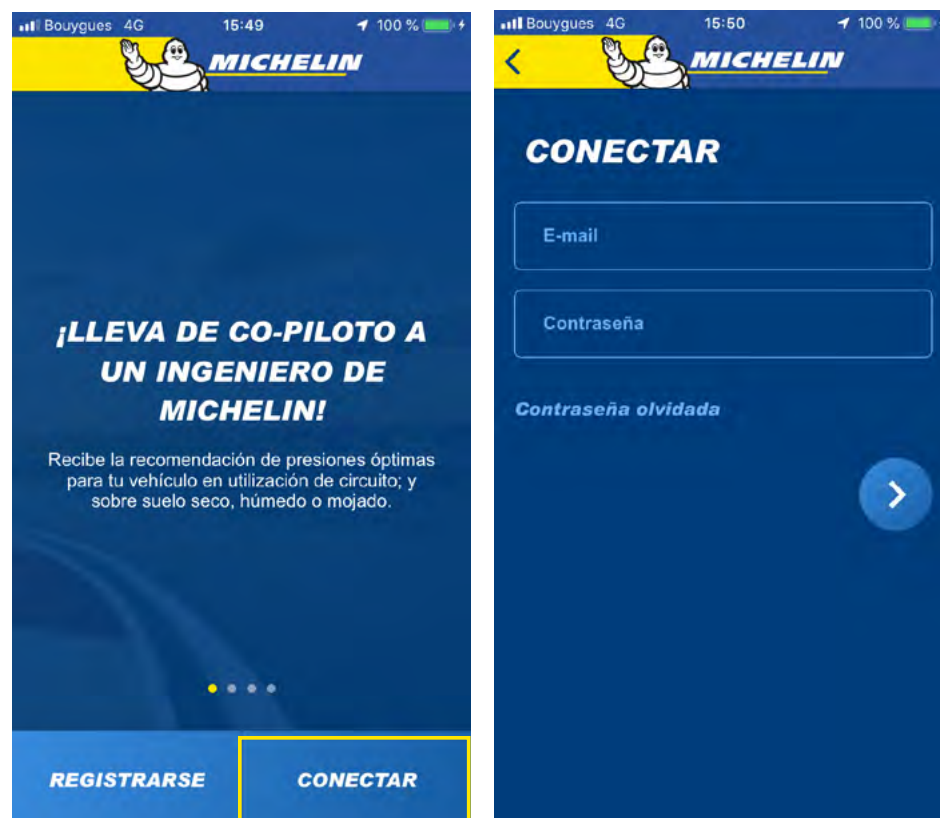 Bouygues 4G 15:49 100 %
MICHELIN
¡LLEVA DE CO-PILOTO A
UN INGENIERO DE
MICHELIN!
Recibe la recomendación de presiones óptimas
para tu vehículo en utilización de circuito; y
sobre suelo seco, húmedo o mojado.
REGISTRARSE
CONECTAR
Bouygues 4G 15:50 100 %
MICHELIN
CONECTAR
E-mail
Contraseña
Contraseña olvidada